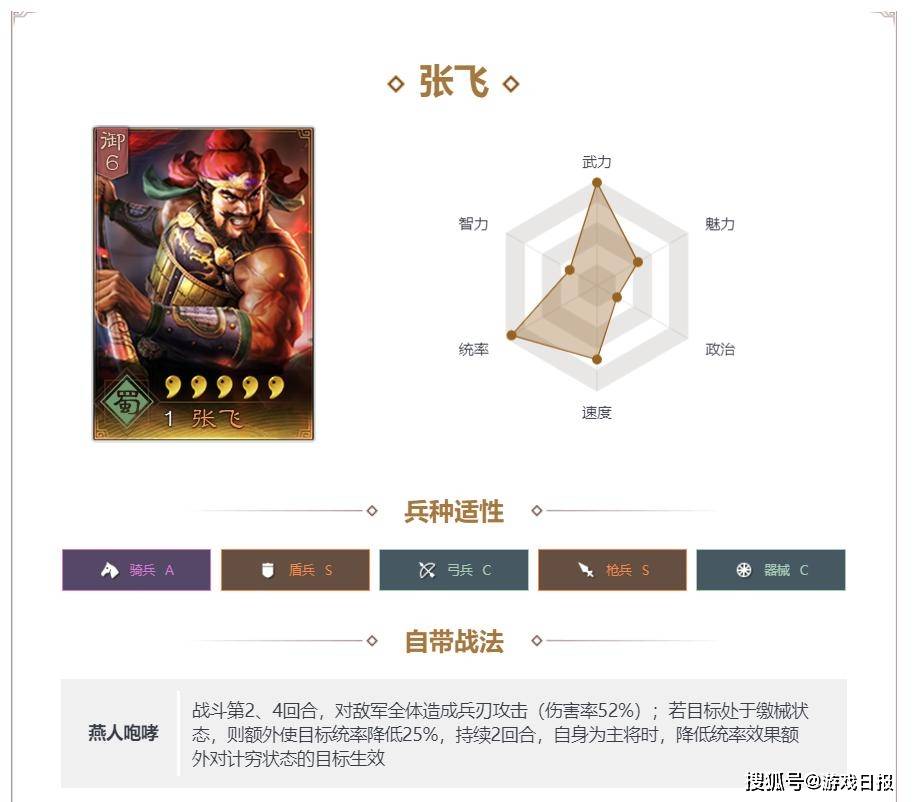 张飞
御
6
蜀
1 张飞
武力
智力
魅力
统率
政治
速度
兵种适性
骑兵 A
盾兵 S
弓兵 C
枪兵 S
器械 C
自带战法
燕人咆哮
战斗第2、4回合，对敌军全体造成兵刃攻击（伤害率52%）；若目标处于缴械状
态，则额外使目标统率降低25%，持续2回合，自身为主将时，降低统率效果额
外对计穷状态的目标生效
搜狐号@游戏日报